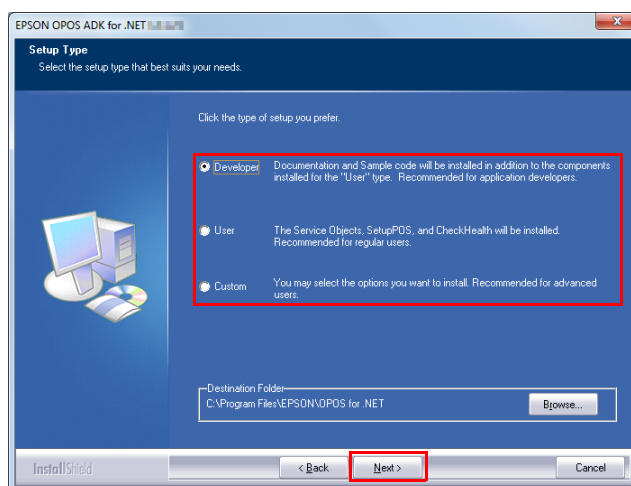 EPSON OPOS ADK for .NET
Setup Type
Select the setup type that best suits your needs.
Click the type of setup you prefer.
Developer
Documentation and Sample code will be installed in addition to the components
installed for the "User" type. Recommended for application developers.
User
The Service Objects, SetupPOS, and CheckHealth will be installed.
Recommended for regular users.
Custom
You may select the options you want to install. Recommended for advanced
users.
Destination Folder
C:\Program Files\EPSON\OPOS for .NET
Browse...
InstallShield
< Back
Next >
Cancel